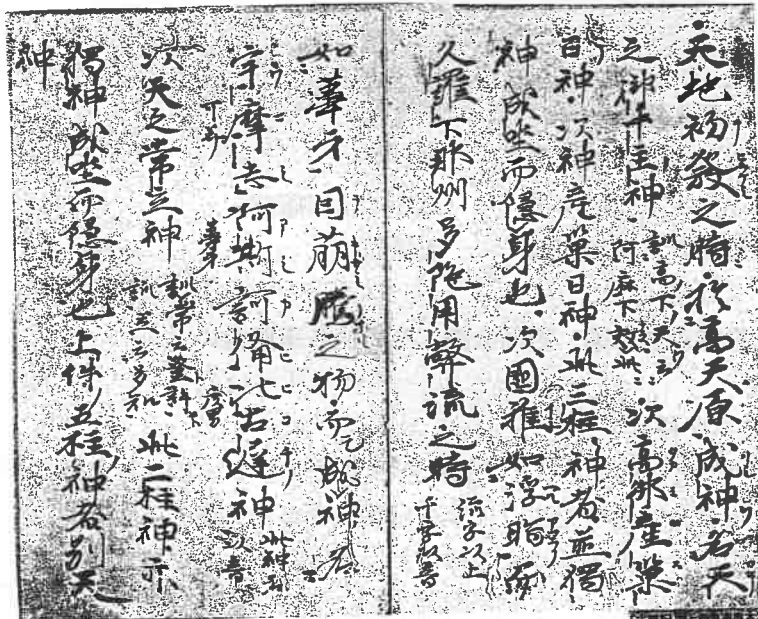 天地初發之時於高天原成神名天
之御中主神訓高下天云阿麻下效此次高御產巢
日神次神產巢日神此三柱神者並獨
神成坐而隱身也次國稚如浮脂而
久羅下那州多陀用弊流之時流字以上十字以音
如葦牙因萌騰之物而成神名
宇摩志阿斯訶備比古遲神此神名以音
次天之常立神訓常云登許訓立云多知此二柱神亦
獨神成坐而隱身也上件五柱神者別天
神